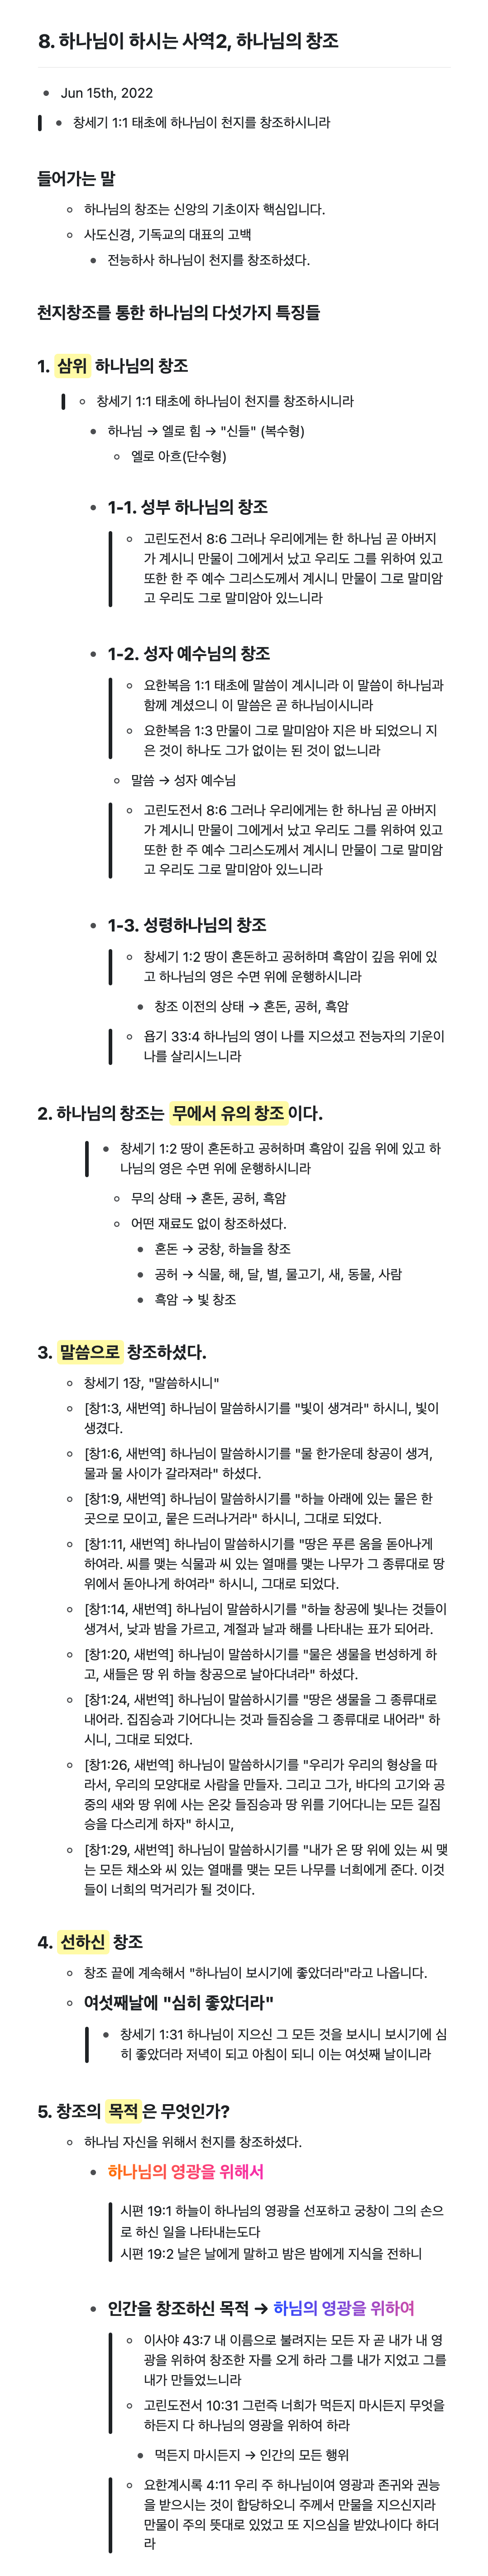 8. 하나님이 하시는 사역2, 하나님의 창조
Jun 15th, 2022
창세기 1:1 태초에 하나님이 천지를 창조하시니라
들어가는 말
하나님의 창조는 신앙의 기초이자 핵심입니다.
사도신경, 기독교의 대표의 고백
전능하사 하나님이 천지를 창조하셨다.
천지창조를 통한 하나님의 다섯가지 특징들
1. 삼위 하나님의 창조
창세기 1:1 태초에 하나님이 천지를 창조하시니라
하나님 → 엘로 힘 → "신들" (복수형)
엘로 아흐(단수형)
1-1. 성부 하나님의 창조
고린도전서 8:6 그러나 우리에게는 한 하나님 곧 아버지
가 계시니 만물이 그에게서 났고 우리도 그를 위하여 있고
또한 한 주 예수 그리스도께서 계시니 만물이 그로 말미암
고 우리도 그로 말미암아 있느니라
1-2. 성자 예수님의 창조
요한복음 1:1 태초에 말씀이 계시니라 이 말씀이 하나님과
함께 계셨으니 이 말씀은 곧 하나님이시니라
요한복음 1:3 만물이 그로 말미암아 지은 바 되었으니 지
은 것이 하나도 그가 없이는 된 것이 없느니라
말씀 → 성자 예수님
고린도전서 8:6 그러나 우리에게는 한 하나님 곧 아버지
가 계시니 만물이 그에게서 났고 우리도 그를 위하여 있고
또한 한 주 예수 그리스도께서 계시니 만물이 그로 말미암
고 우리도 그로 말미암아 있느니라
1-3. 성령하나님의 창조
창세기 1:2 땅이 혼돈하고 공허하며 흑암이 깊음 위에 있
고 하나님의 영은 수면 위에 운행하시니라
창조 이전의 상태 → 혼돈, 공허, 흑암
욥기 33:4 하나님의 영이 나를 지으셨고 전능자의 기운이
나를 살리시느니라
2. 하나님의 창조는 무에서 유의 창조이다.
창세기 1:2 땅이 혼돈하고 공허하며 흑암이 깊음 위에 있고 하
나님의 영은 수면 위에 운행하시니라
무의 상태 → 혼돈, 공허, 흑암
어떤 재료도 없이 창조하셨다.
혼돈 → 궁창, 하늘을 창조
공허 → 식물, 해, 달, 별, 물고기, 새, 동물, 사람
흑암 → 빛 창조
3. 말씀으로 창조하셨다.
창세기 1장, "말씀하시니"
[창1:3, 새번역] 하나님이 말씀하시기를 "빛이 생겨라" 하시니, 빛이
생겼다.
[창1:6, 새번역] 하나님이 말씀하시기를 "물 한가운데 창공이 생겨,
물과 물 사이가 갈라져라" 하셨다.
[창1:9, 새번역] 하나님이 말씀하시기를 "하늘 아래에 있는 물은 한
곳으로 모이고, 뭍은 드러나거라" 하시니, 그대로 되었다.
[창1:11, 새번역] 하나님이 말씀하시기를 "땅은 푸른 움을 돋아나게
하여라. 씨를 맺는 식물과 씨 있는 열매를 맺는 나무가 그 종류대로 땅
위에서 돋아나게 하여라" 하시니, 그대로 되었다.
[창1:14, 새번역] 하나님이 말씀하시기를 "하늘 창공에 빛나는 것들이
생겨서, 낮과 밤을 가르고, 계절과 날과 해를 나타내는 표가 되어라.
[창1:20, 새번역] 하나님이 말씀하시기를 "물은 생물을 번성하게 하
고, 새들은 땅 위 하늘 창공으로 날아다녀라" 하셨다.
[창1:24, 새번역] 하나님이 말씀하시기를 "땅은 생물을 그 종류대로
내어라. 집짐승과 기어다니는 것과 들짐승을 그 종류대로 내어라" 하
시니, 그대로 되었다.
[창1:26, 새번역] 하나님이 말씀하시기를 "우리가 우리의 형상을 따
라서, 우리의 모양대로 사람을 만들자. 그리고 그가, 바다의 고기와 공
중의 새와 땅 위에 사는 온갖 들짐승과 땅 위를 기어다니는 모든 길짐
승을 다스리게 하자" 하시고,
[창1:29, 새번역] 하나님이 말씀하시기를 "내가 온 땅 위에 있는 씨 맺
는 모든 채소와 씨 있는 열매를 맺는 모든 나무를 너희에게 준다. 이것
들이 너희의 먹거리가 될 것이다.
4. 선하신 창조
창조 끝에 계속해서 "하나님이 보시기에 좋았더라"라고 나옵니다.
여섯째날에 "심히 좋았더라"
창세기 1:31 하나님이 지으신 그 모든 것을 보시니 보시기에 심
히 좋았더라 저녁이 되고 아침이 되니 이는 여섯째 날이니라
5. 창조의 목적은 무엇인가?
하나님 자신을 위해서 천지를 창조하셨다.
하나님의 영광을 위해서
시편 19:1 하늘이 하나님의 영광을 선포하고 궁창이 그의 손으
로 하신 일을 나타내는도다
시편 19:2 날은 날에게 말하고 밤은 밤에게 지식을 전하니
인간을 창조하신 목적 → 하님의 영광을 위하여
이사야 43:7 내 이름으로 불려지는 모든 자 곧 내가 내 영
광을 위하여 창조한 자를 오게 하라 그를 내가 지었고 그를
내가 만들었느니라
고린도전서 10:31 그런즉 너희가 먹든지 마시든지 무엇을
하든지 다 하나님의 영광을 위하여 하라
먹든지 마시든지 → 인간의 모든 행위
요한계시록 4:11 우리 주 하나님이여 영광과 존귀와 권능
을 받으시는 것이 합당하오니 주께서 만물을 지으신지라
만물이 주의 뜻대로 있었고 또 지으심을 받았나이다 하더
라